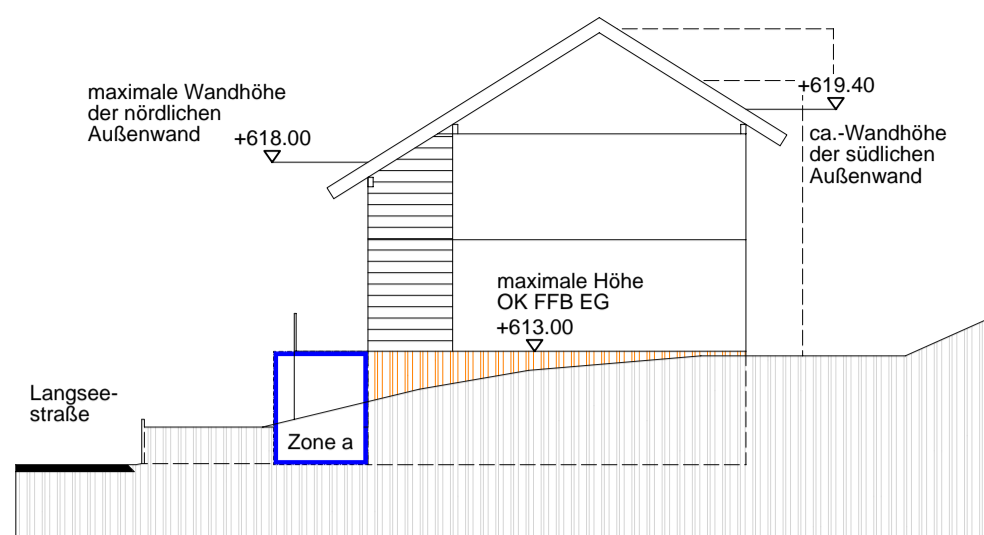 maximale Wandhöhe
der nördlichen
Außenwand
+618.00
+619.40
ca.-Wandhöhe
der südlichen
Außenwand
maximale Höhe
OK FFB EG
+613.00
Langsee-
straße
Zone a